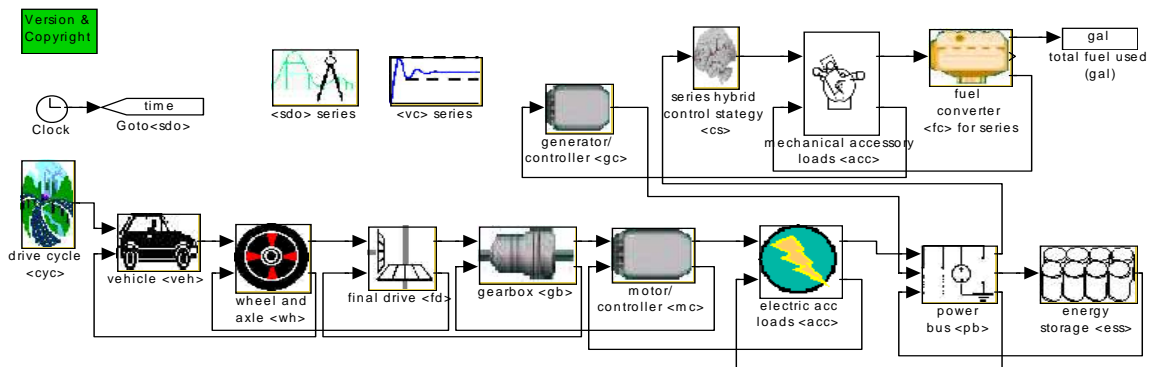 Version &
Copyright
gal
total fuel used
(gal)
time
Clock
Goto<sdo>
<sdo> series
<vc> series
series hybrid
control stategy
<cs>
fuel
converter
<fc> for series
mechanical accessory
loads <acc>
generator/
controller <gc>
drive cycle
<cyc>
vehicle <veh>
wheel and
axle <wh>
final drive <fd>
gearbox <gb>
motor/
controller <mc>
electric acc
loads <acc>
power
bus <pb>
energy
storage <ess>